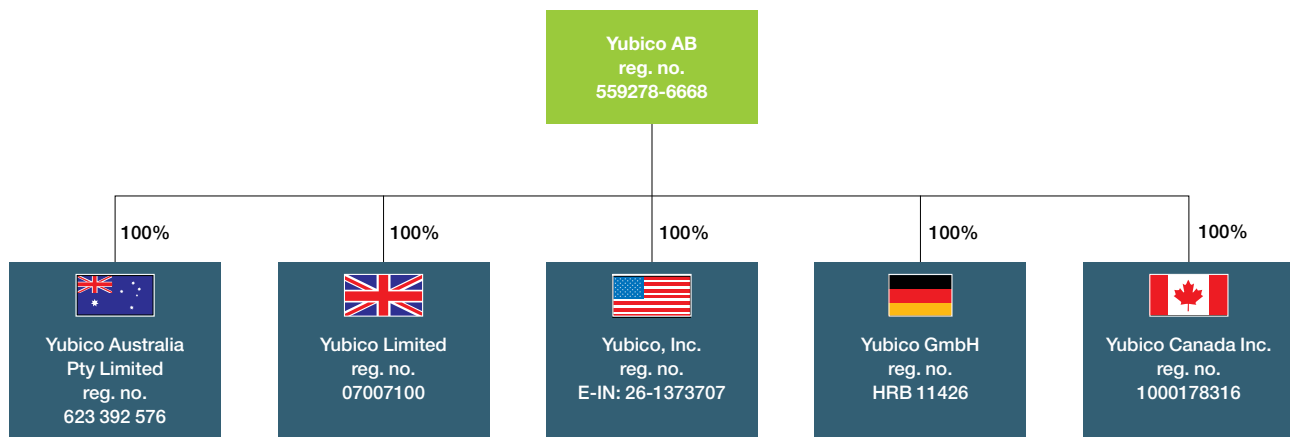 Yubico AB
reg. no.
559278-6668
100%
100%
100%
100%
100%
Yubico Australia
Pty Limited
reg. no.
623 392 576
Yubico Limited
reg. no.
07007100
Yubico, Inc.
reg. no.
E-IN: 26-1373707
Yubico GmbH
reg. no.
HRB 11426
Yubico Canada Inc.
reg. no.
1000178316